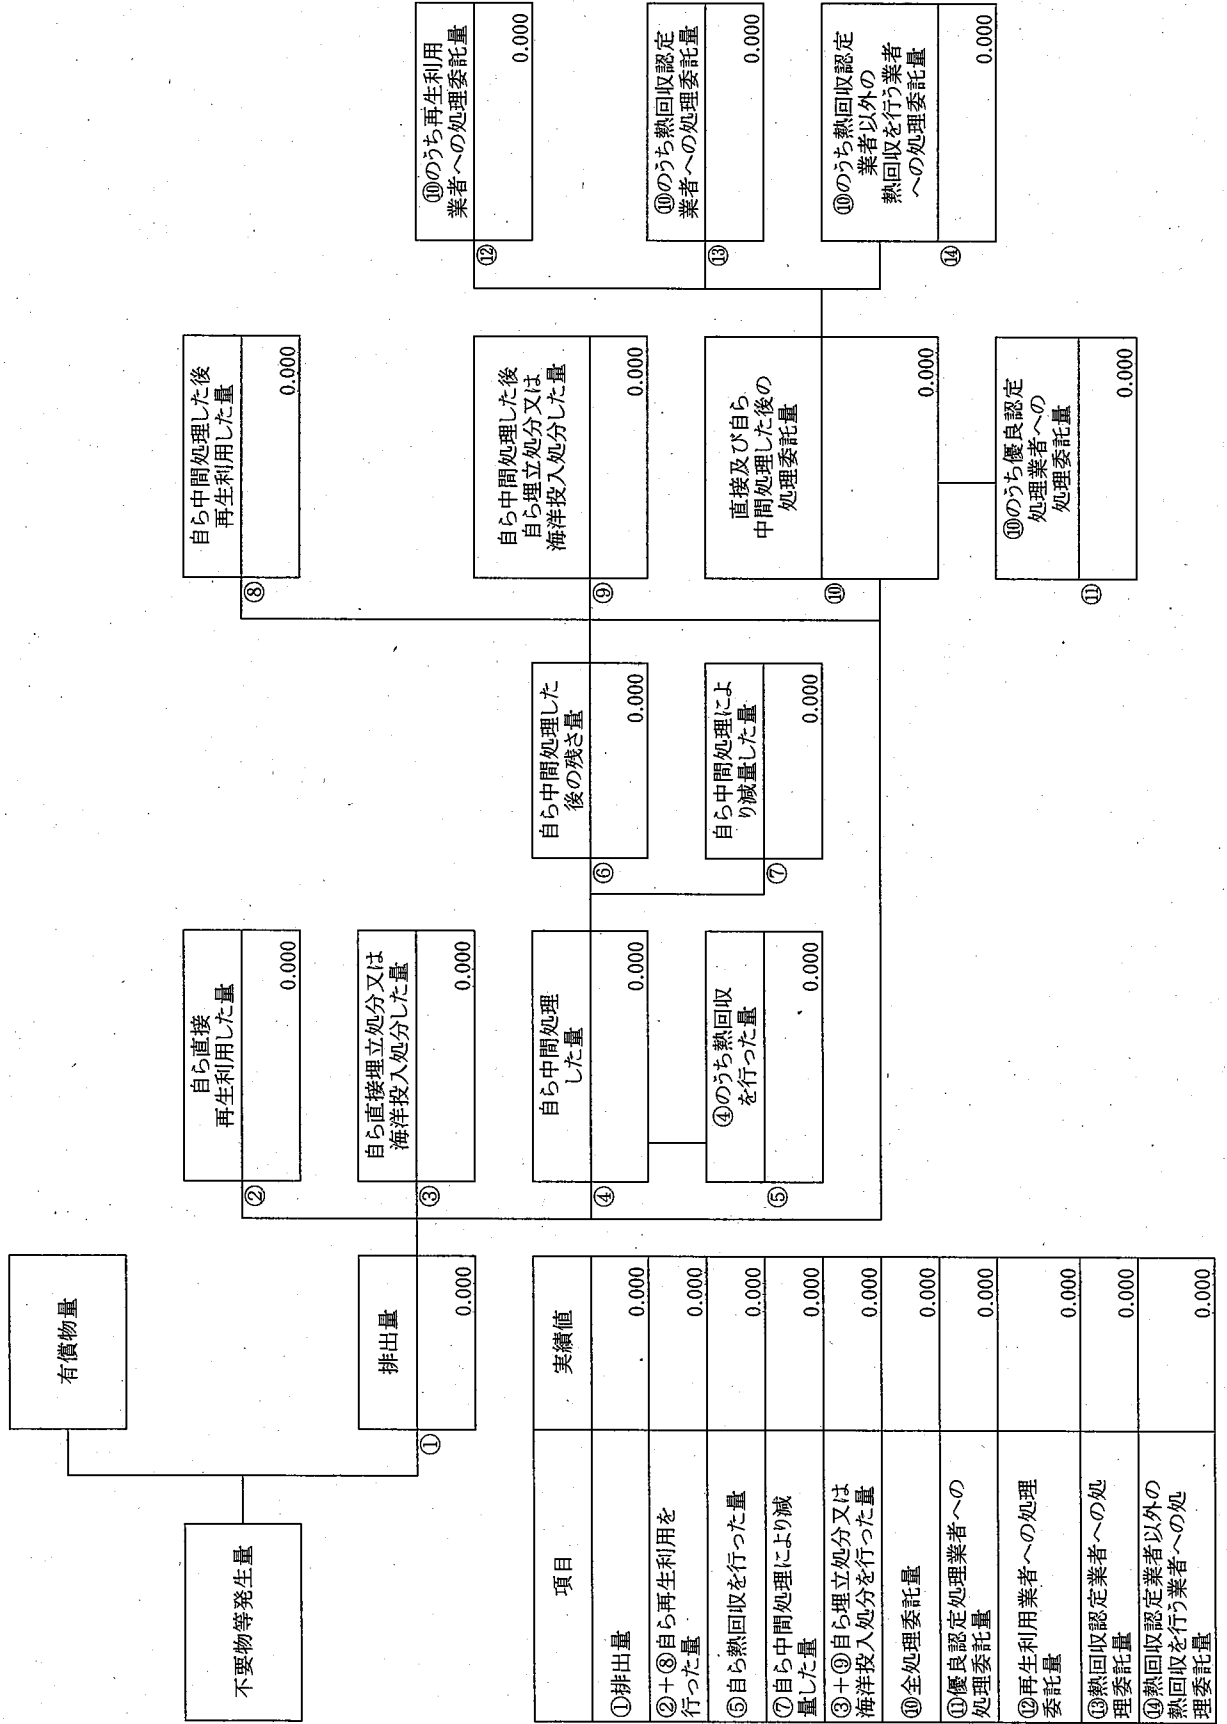 不要物等発生量
有償物量
排出量
①
0.000
自ら直接
再生利用した量
②
0.000
自ら直接埋立処分又は
海洋投入処分した量
③
0.000
自ら中間処理
した量
④
0.000
④のうち熱回収
を行った量
⑤
0.000
自ら中間処理した
後の残さ量
⑥
0.000
自ら中間処理によ
り減量した量
⑦
0.000
自ら中間処理した後
再生利用した量
⑧
0.000
自ら中間処理した後
自ら埋立処分又は
海洋投入処分した量
⑨
0.000
直接及び自ら
中間処理した後の
処理委託量
⑩
0.000
⑩のうち優良認定
処理業者への
処理委託量
⑪
0.000
⑩のうち再生利用
業者への処理委託量
⑫
0.000
⑩のうち熱回収認定
業者への処理委託量
⑬
0.000
⑩のうち熱回収認定
業者以外の
熱回収を行う業者
への処理委託量
⑭
0.000
項目 実績値
①排出量 0.000
②＋⑧自ら再生利用を
行った量 0.000
⑤自ら熱回収を行った量 0.000
⑦自ら中間処理により減
量した量 0.000
③＋⑨自ら埋立処分又は
海洋投入処分を行った量 0.000
⑩全処理委託量 0.000
⑪優良認定処理業者への
処理委託量 0.000
⑫再生利用業者への処理
委託量 0.000
⑬熱回収認定業者への処
理委託量 0.000
⑭熱回収認定業者以外の
熱回収を行う業者への処
理委託量 0.000